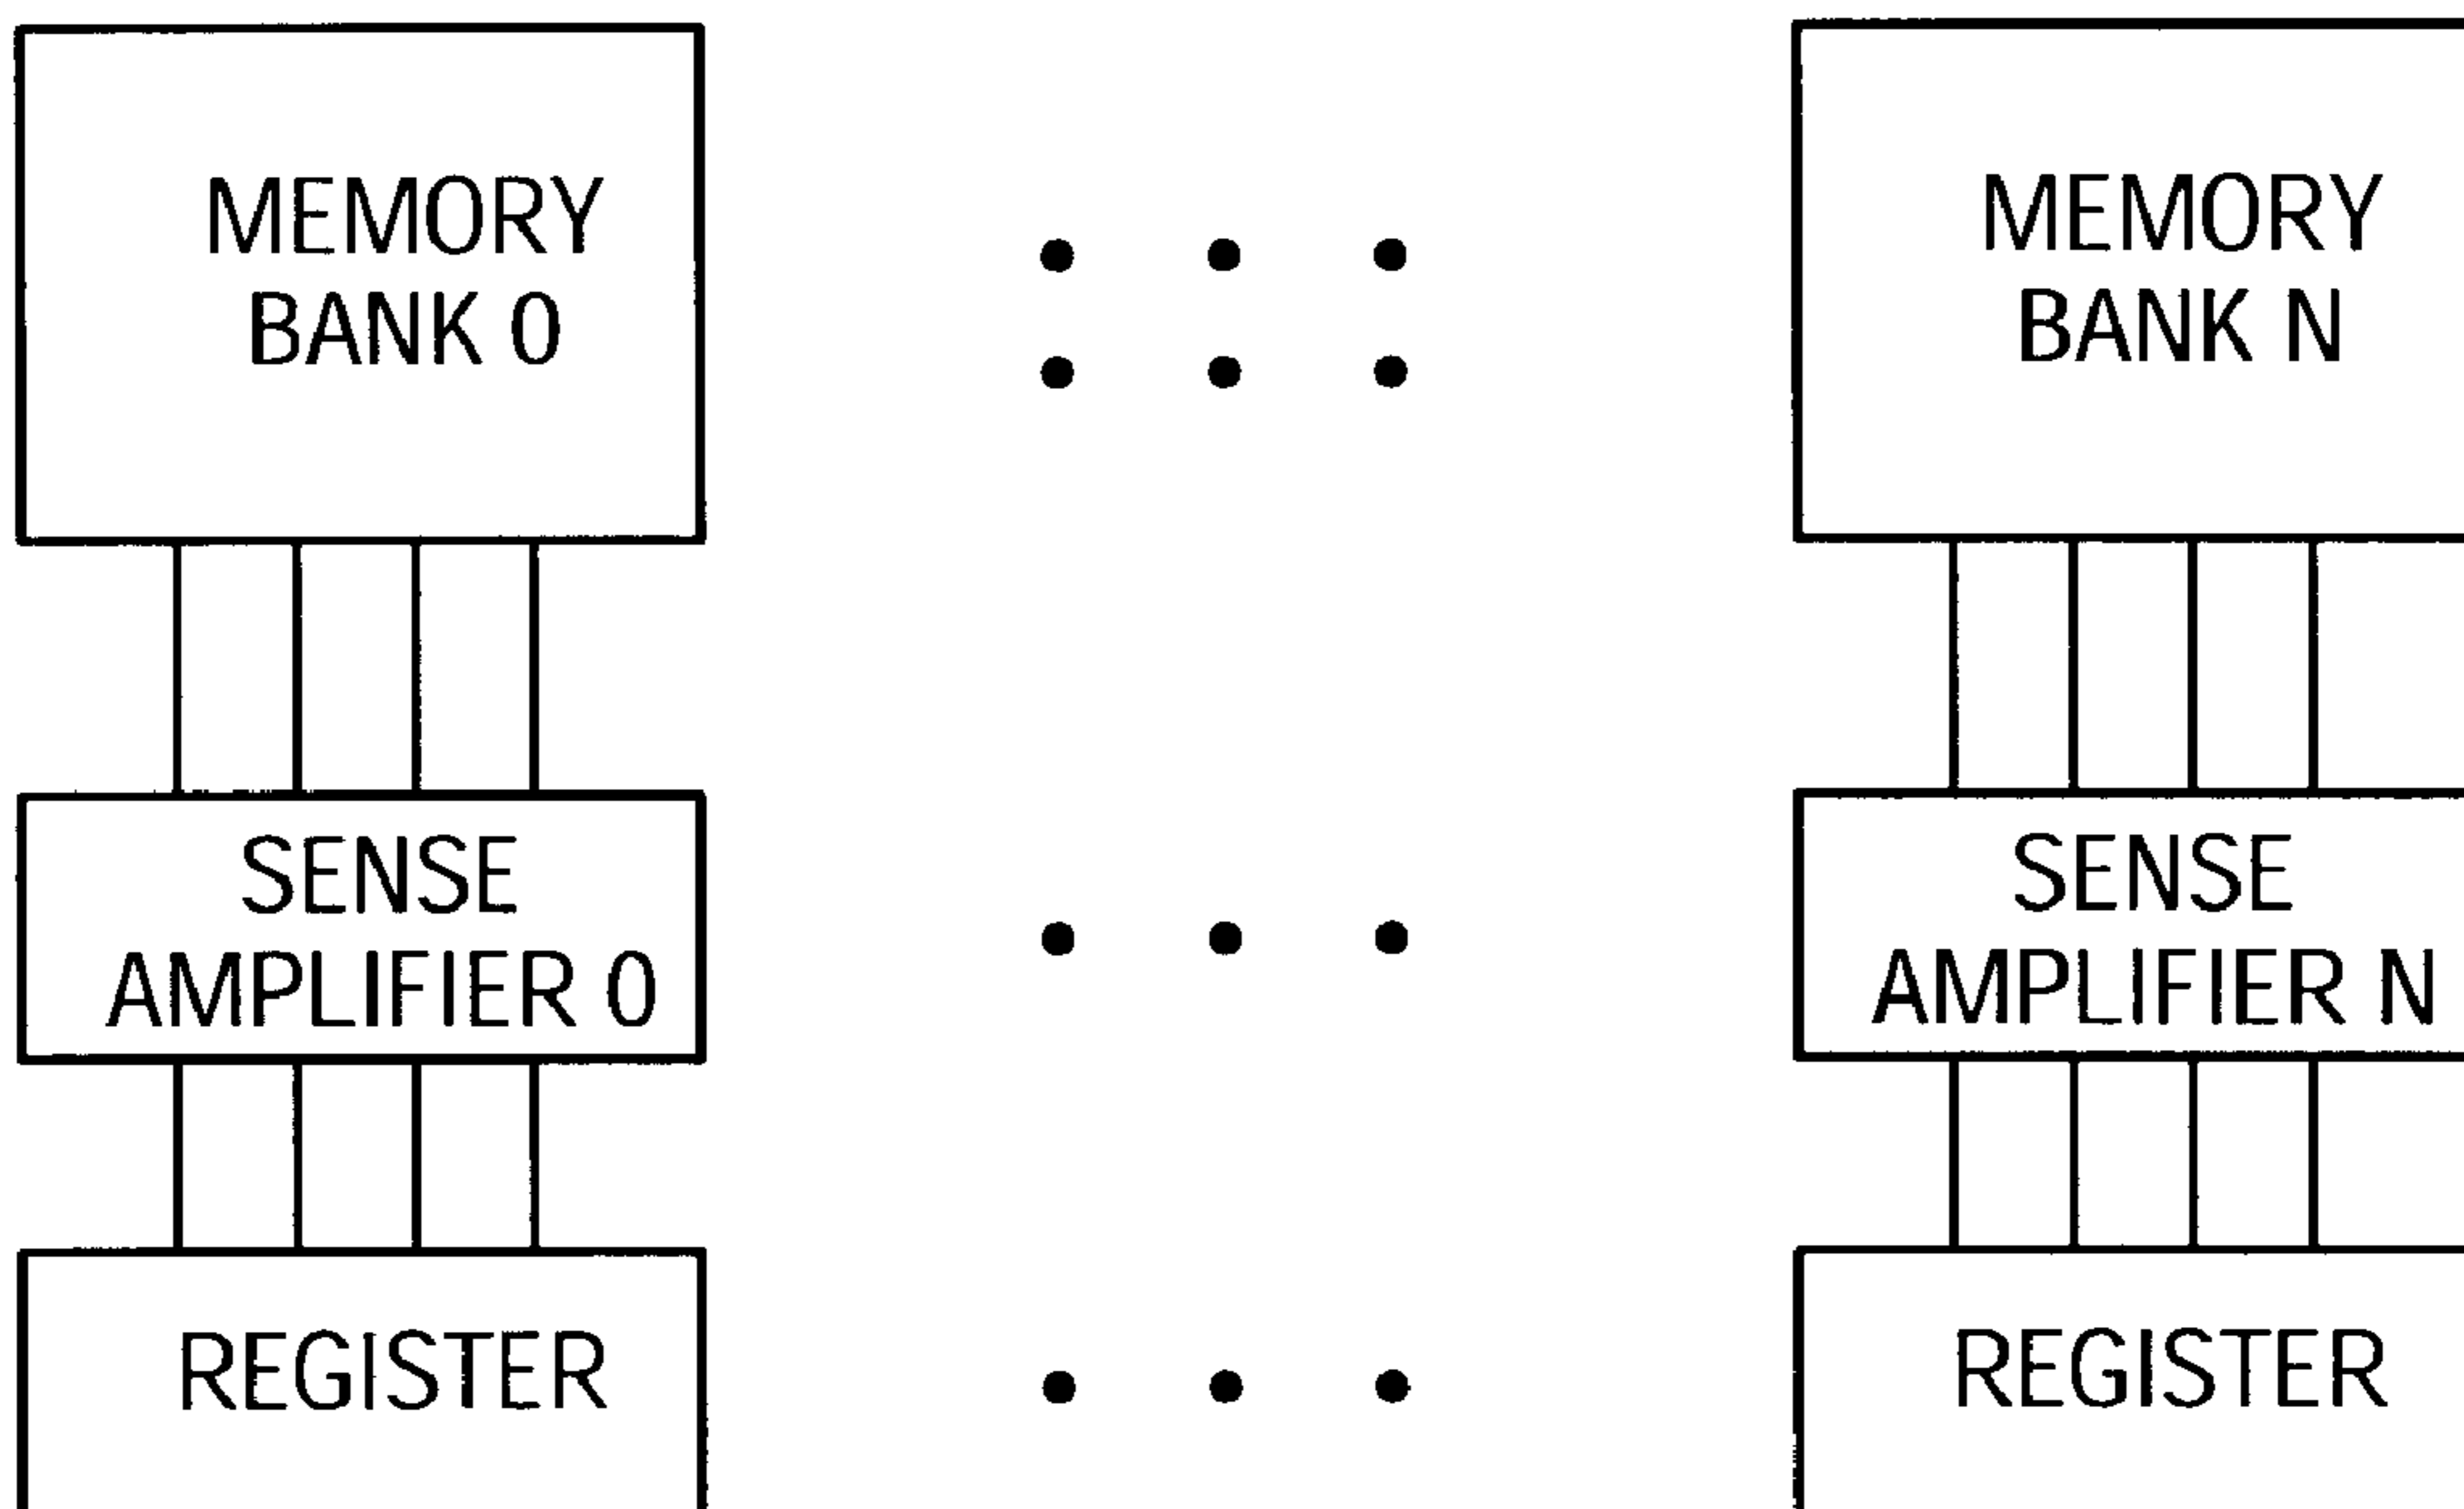 MEMORY
BANK 0
MEMORY
BANK N
SENSE
AMPLIFIER 0
SENSE
AMPLIFIER N
REGISTER
REGISTER